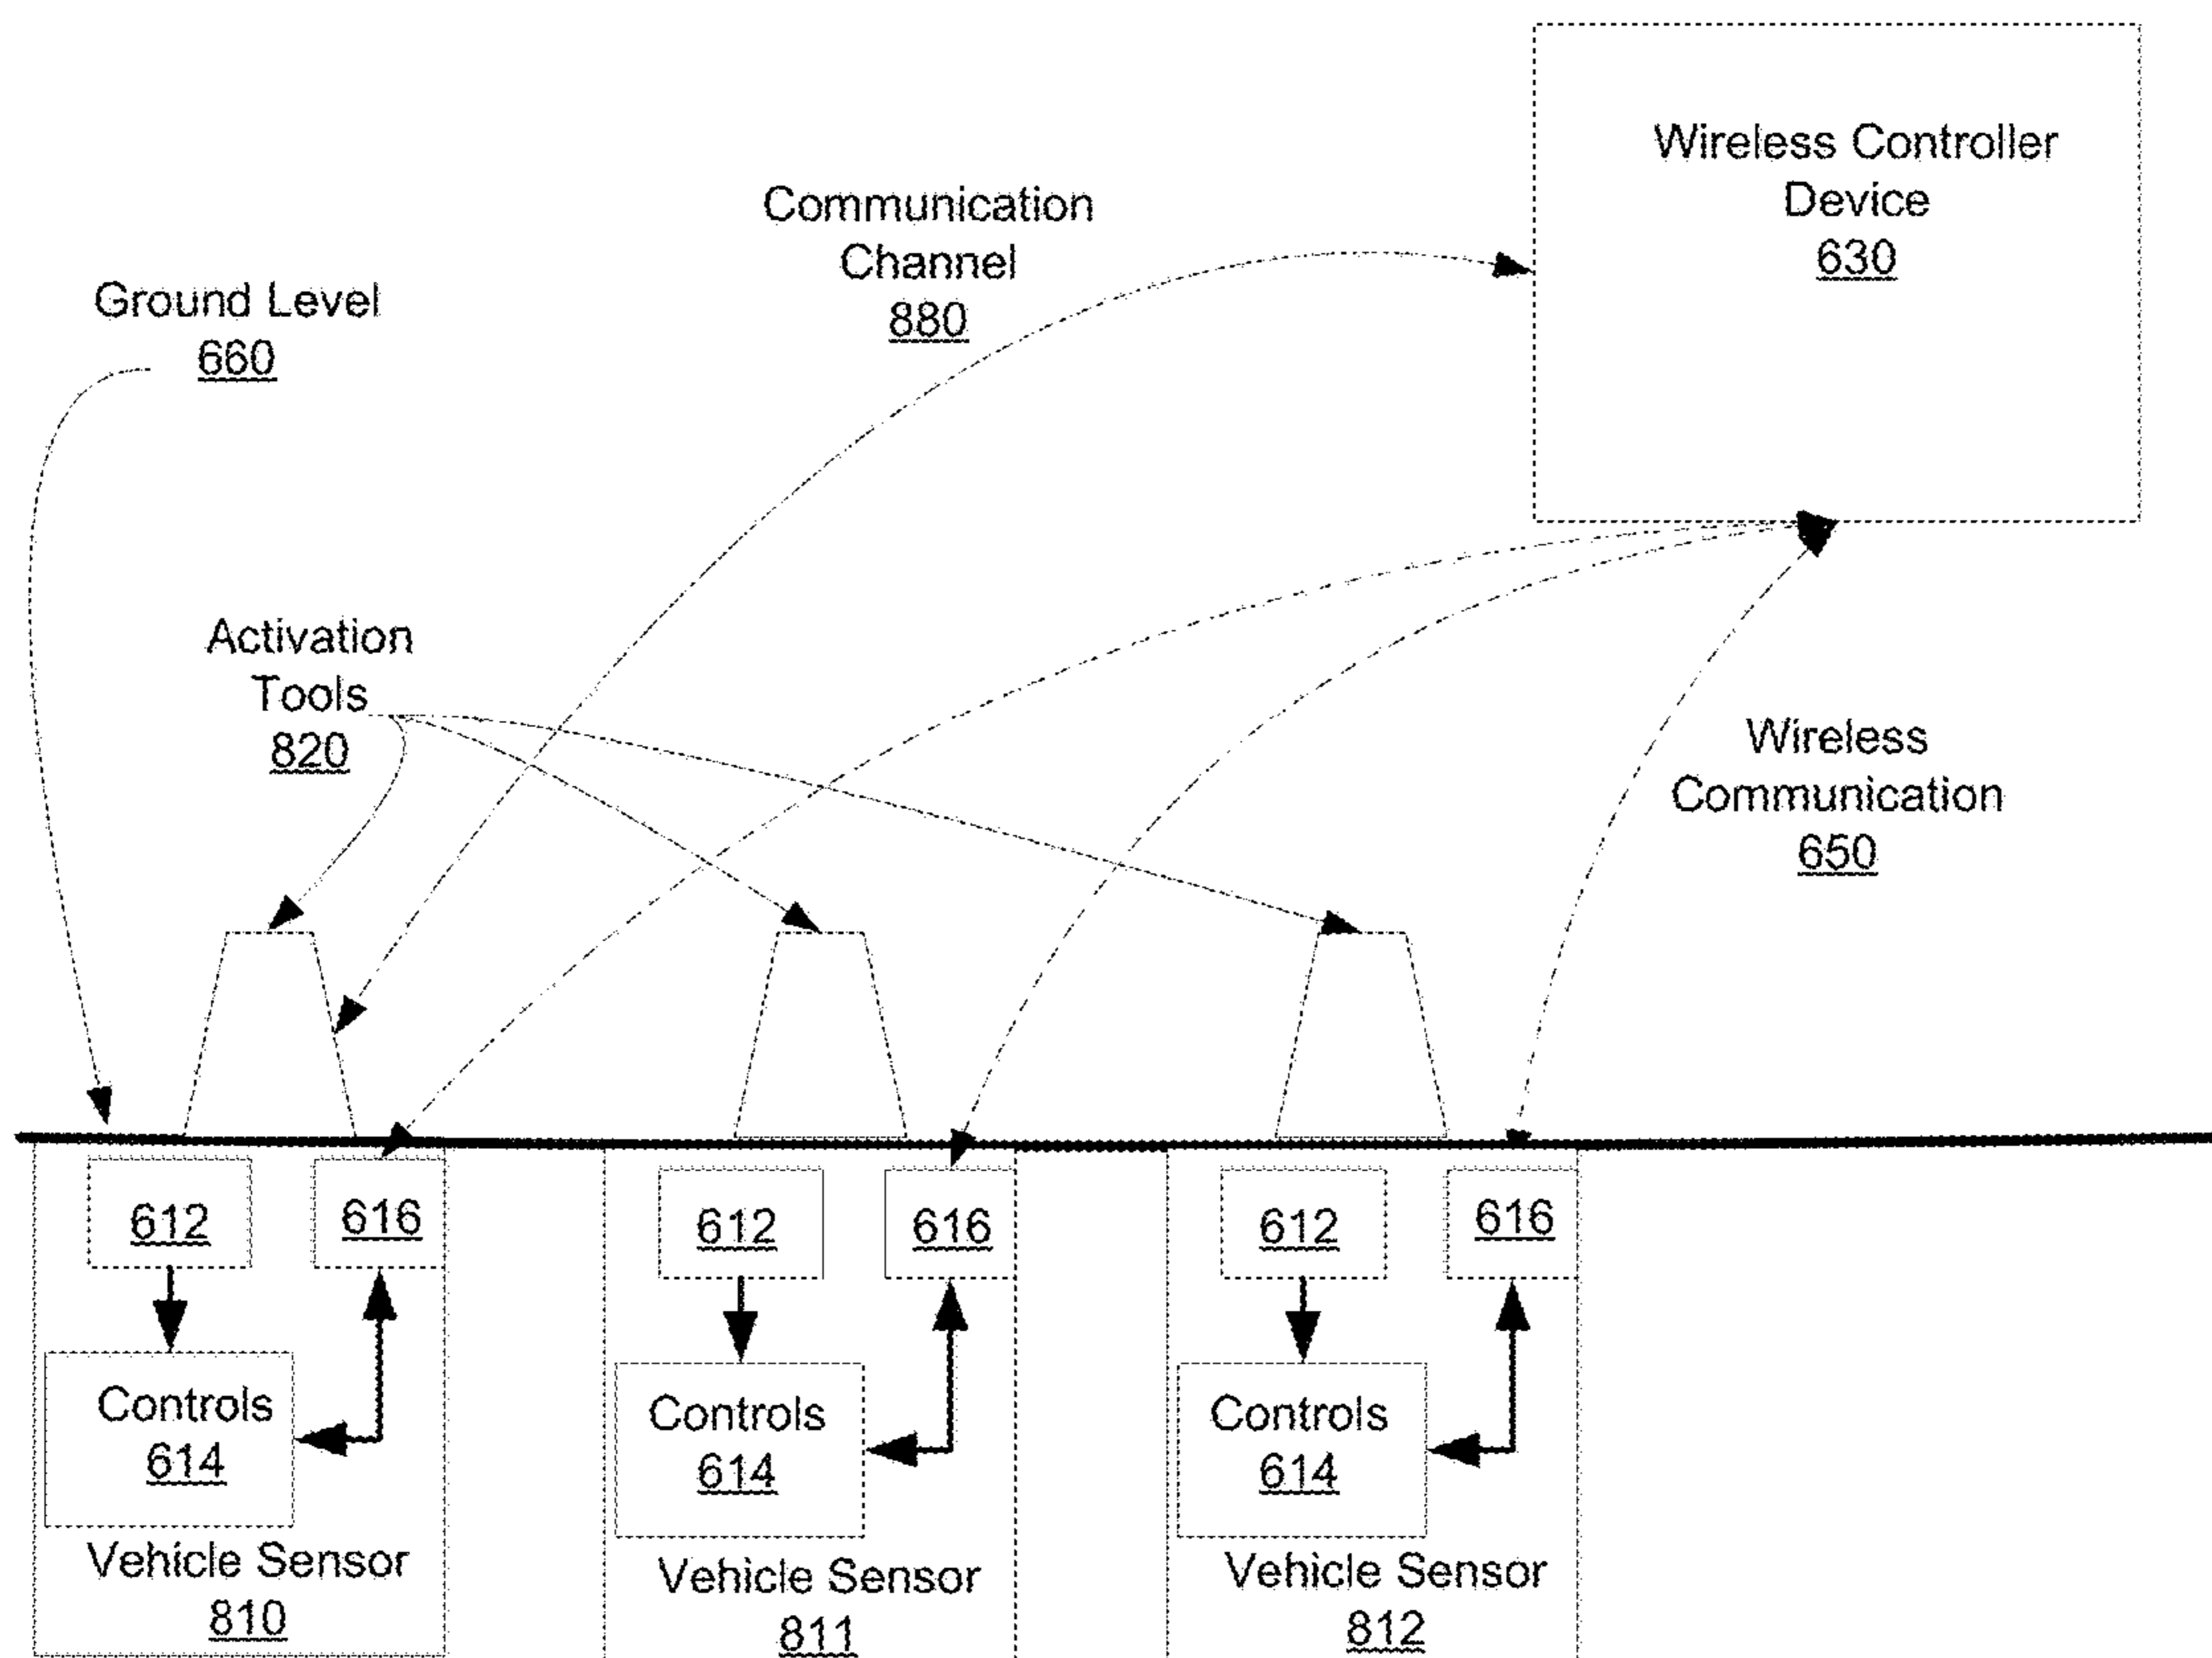 Wireless Controller
Device
630
Communication
Channel
880
Ground Level
660
Activation
Tools
820
Wireless
Communication
650
612
616
612
616
612
616
Controls
614
Controls
614
Controls
614
Vehicle Sensor
810
Vehicle Sensor
811
Vehicle Sensor
812